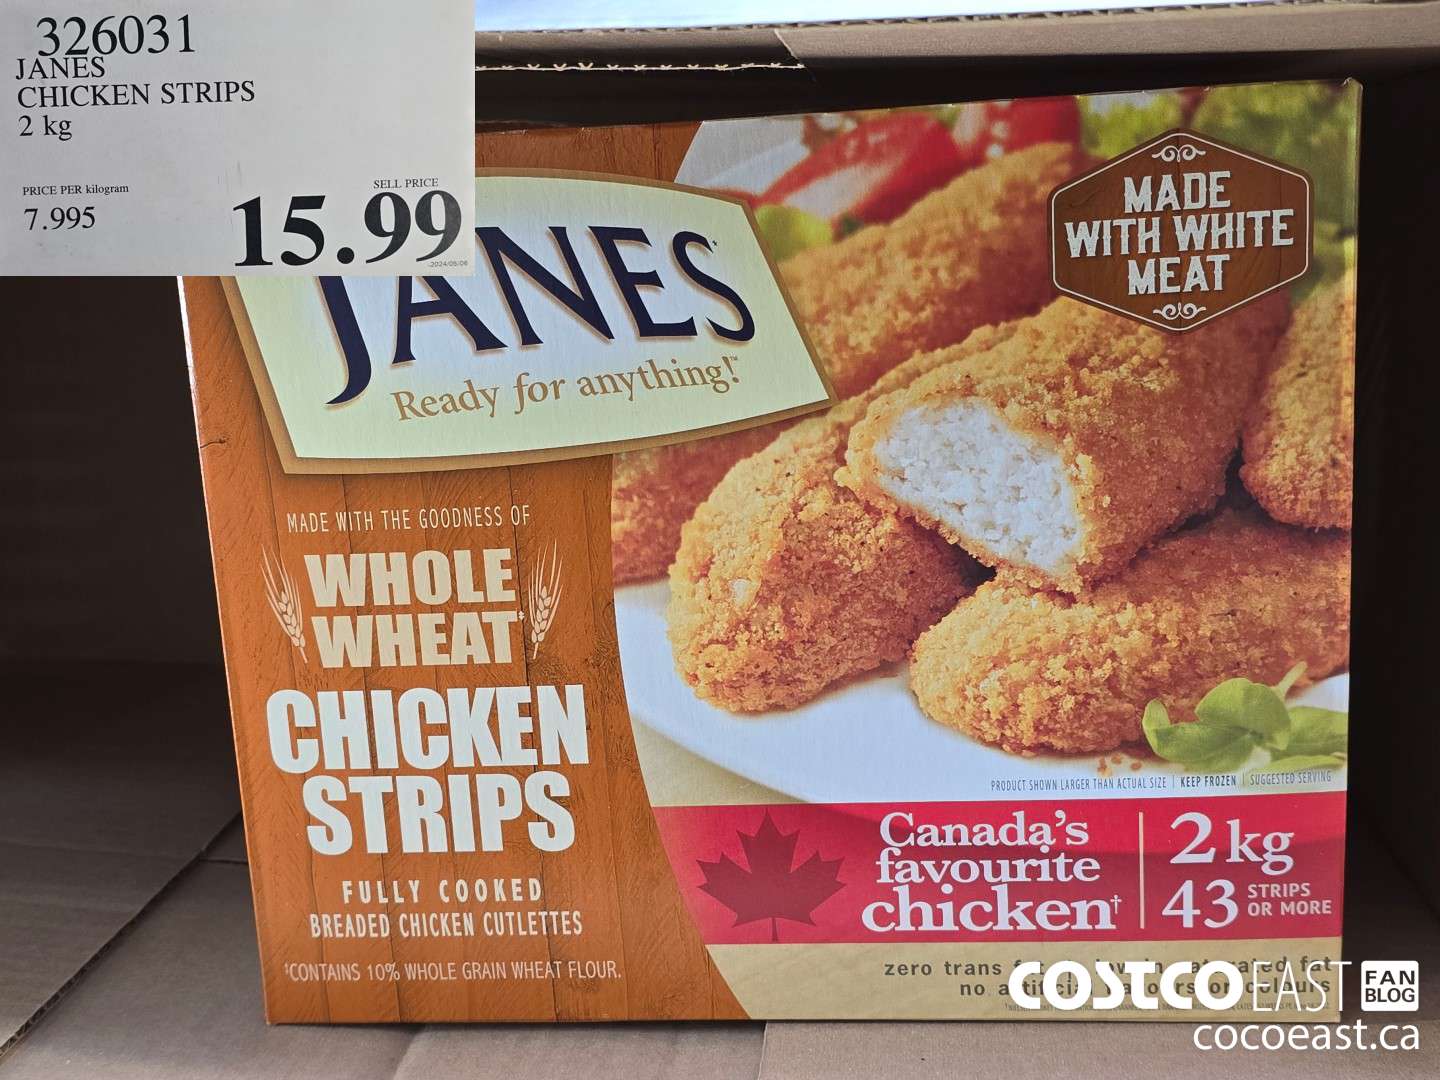 326031
JANES
CHICKEN STRIPS
2 kg
PRICE PER kilogram
7.995
SELL PRICE
15.99
-2024/05/06
JANES
Ready for anything!™
MADE WITH WHITE MEAT
MADE WITH THE GOODNESS OF
WHOLE
WHEAT‡
CHICKEN
STRIPS
FULLY COOKED
BREADED CHICKEN CUTLETTES
‡CONTAINS 10% WHOLE GRAIN WHEAT FLOUR.
PRODUCT SHOWN LARGER THAN ACTUAL SIZE | KEEP FROZEN | SUGGESTED SERVING
Canada's
favourite
chicken†
2 kg
43 STRIPS
OR MORE
zero trans
no
COSTCO EAST FAN
BLOG
cocoeast.ca